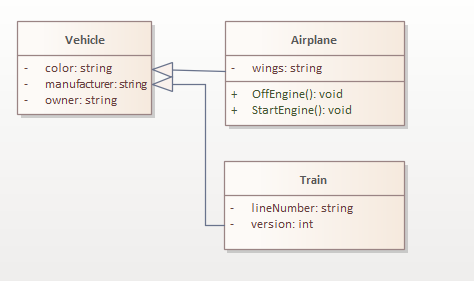 Vehicle
- color: string
- manufacturer: string
- owner: string
Airplane
- wings: string
+ OffEngine(): void
+ StartEngine(): void
Train
- lineNumber: string
- version: int